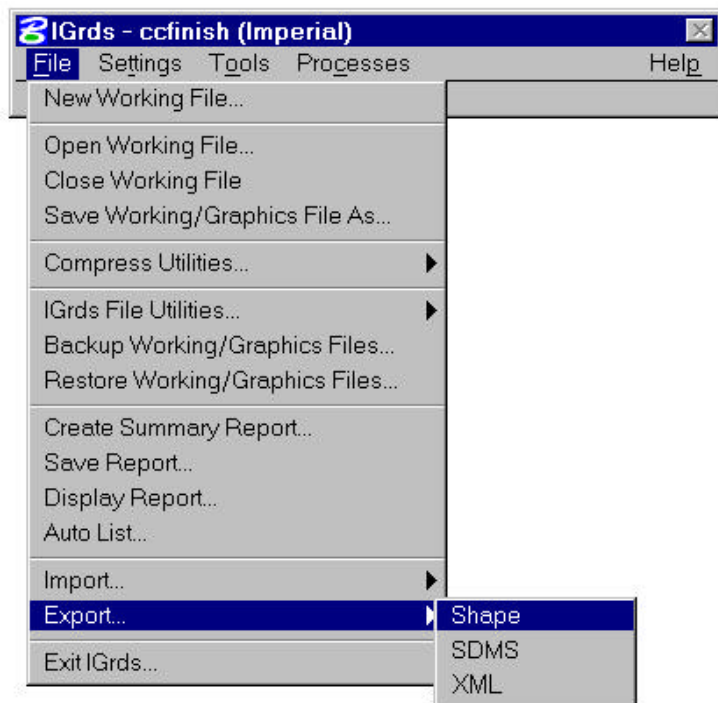 IGrds - ccfinish (Imperial)
File Settings Tools Processes Help
New Working File...
Open Working File...
Close Working File
Save Working/Graphics File As...
Compress Utilities...
IGrds File Utilities...
Backup Working/Graphics Files...
Restore Working/Graphics Files...
Create Summary Report...
Save Report...
Display Report...
Auto List...
Import...
Export... Shape
SDMS
Exit IGrds...
XML